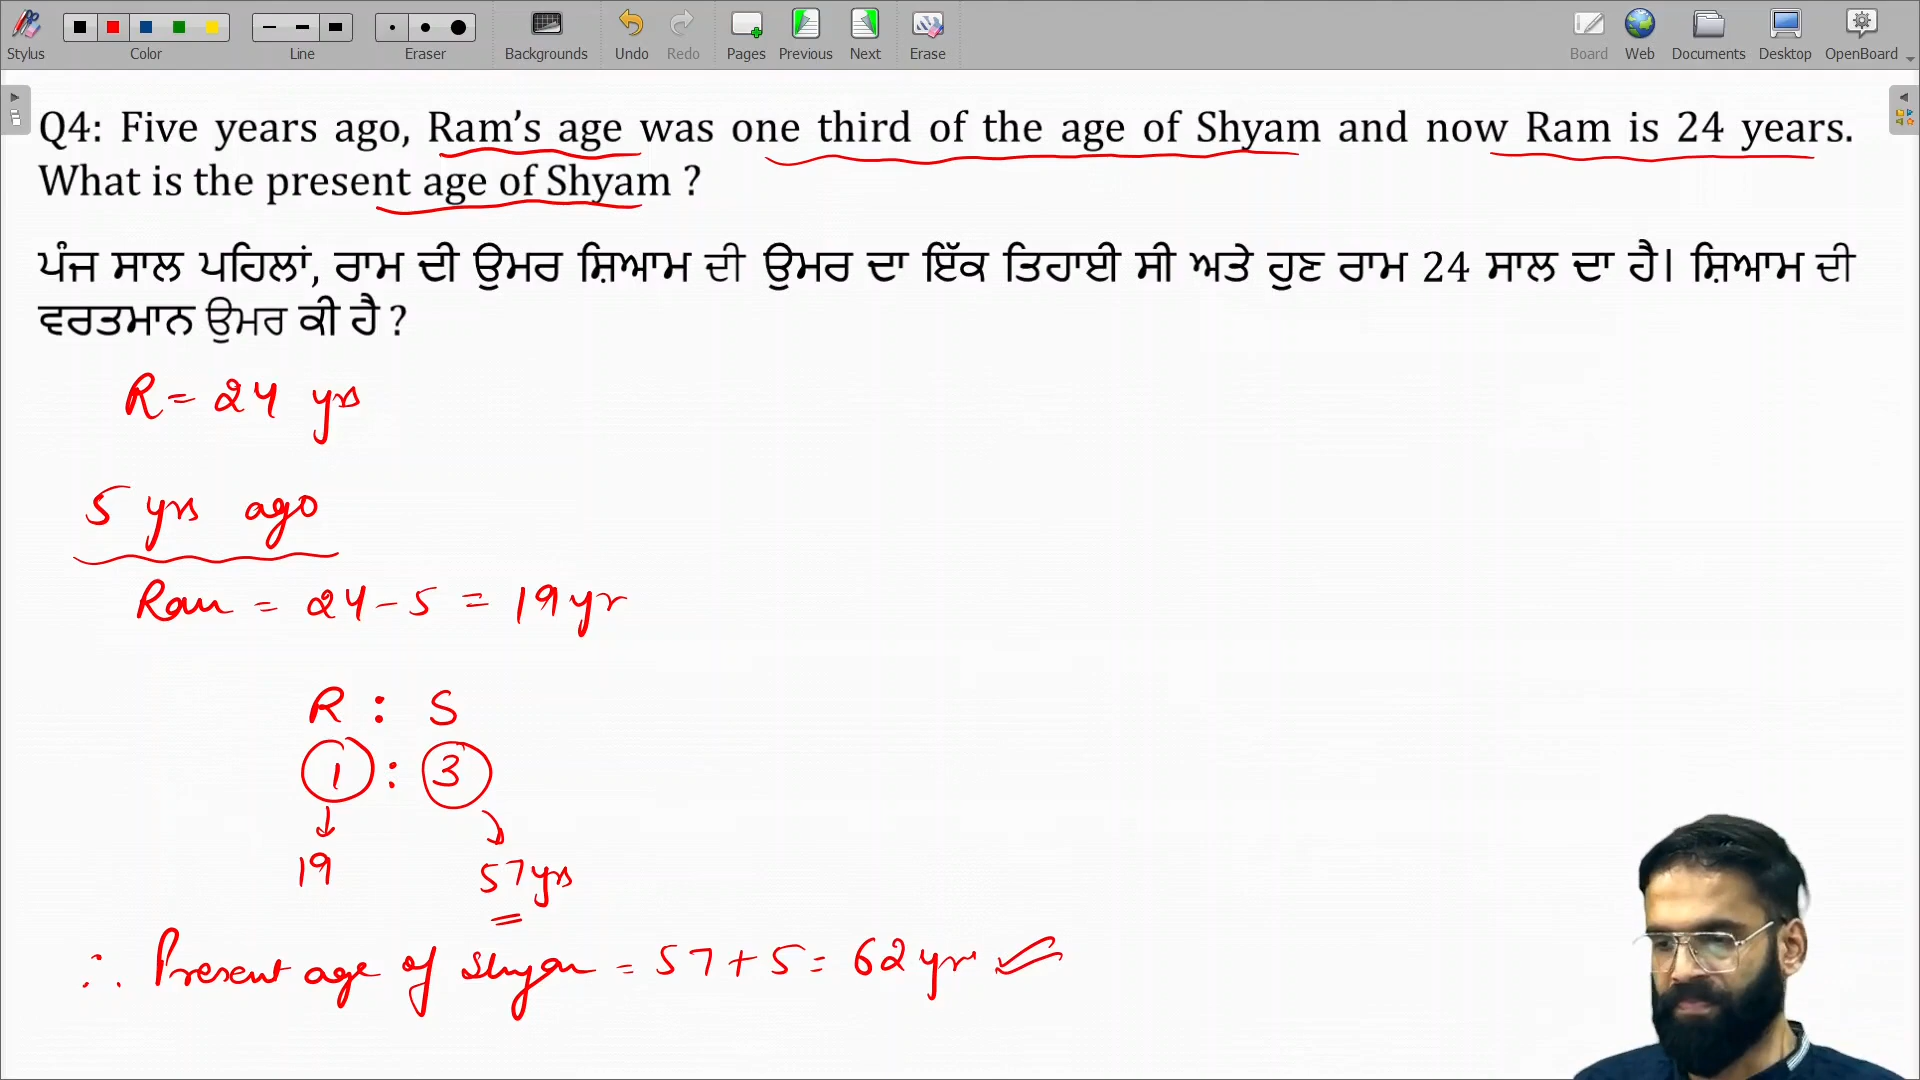 Stylus Color Line Eraser Backgrounds Undo Redo Pages Previous Next Erase Board Web Documents Desktop OpenBoard
Q4: Five years ago, Ram's age was one third of the age of Shyam and now Ram is 24 years.
What is the present age of Shyam ?
ਪੰਜ ਸਾਲ ਪਹਿਲਾਂ, ਰਾਮ ਦੀ ਉਮਰ ਸ਼ਿਆਮ ਦੀ ਉਮਰ ਦਾ ਇੱਕ ਤਿਹਾਈ ਸੀ ਅਤੇ ਹੁਣ ਰਾਮ 24 ਸਾਲ ਦਾ ਹੈ। ਸ਼ਿਆਮ ਦੀ
ਵਰਤਮਾਨ ਉਮਰ ਕੀ ਹੈ ?
R = 24 yrs
5 yrs ago
Ram = 24 - 5 = 19 yr
R : S
1 : 3
19 57 yrs
∴ Present age of Shyam = 57 + 5 = 62 yrs